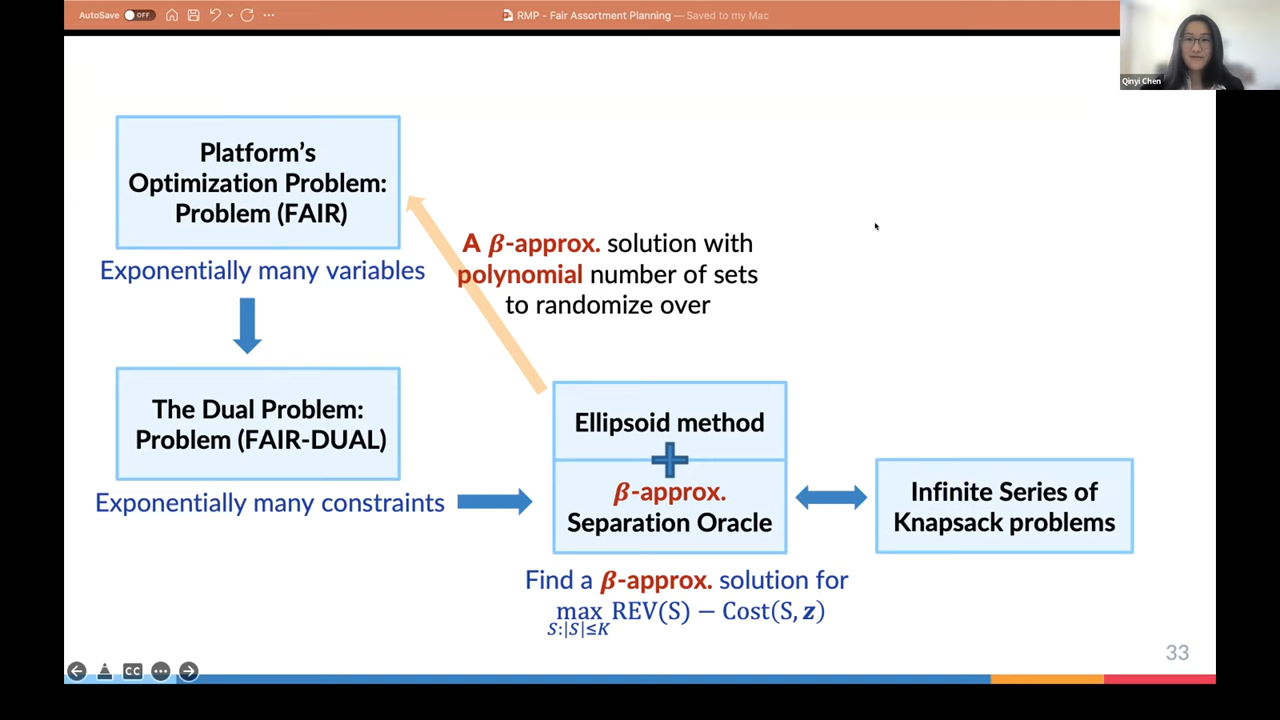 AutoSave OFF
RMP - Fair Assortment Planning — Saved to my Mac
Qinyi Chen
Platform's
Optimization Problem:
Problem (FAIR)
Exponentially many variables
A β-approx. solution with
polynomial number of sets
to randomize over
The Dual Problem:
Problem (FAIR-DUAL)
Exponentially many constraints
Ellipsoid method
+
β-approx.
Separation Oracle
Infinite Series of
Knapsack problems
Find a β-approx. solution for
max REV(S) − Cost(S, z)
S:|S|≤K
33
CC